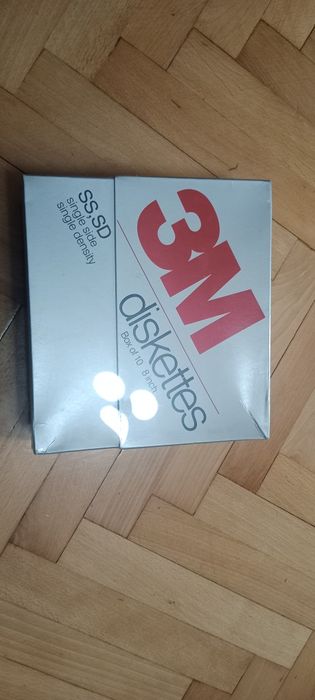 3M
diskettes
Box of 10 8 inch
SS,SD
single side
single density